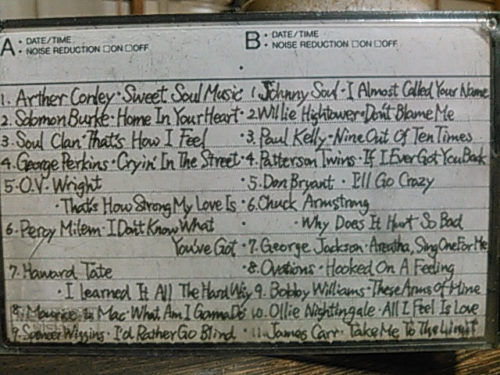 A • DATE/TIME
• NOISE REDUCTION □ON □OFF
1. Arther Conley • Sweet Soul Music
2. Solomon Burke • Home In Your Heart
3. Soul Clan • That's How I Feel
4. George Perkins • Cryin' In The Street
5. O.V. Wright
• That's How Strong My Love Is
6. Percy Milem • I Don't Know What
You've Got
7. Haward Tate
• I Learned It All The Hard Way
8. Maurice & Mac • What Am I Gonna Do
9. Spencer Wiggins • I'd Rather Go Blind
B • DATE/TIME
• NOISE REDUCTION □ON □OFF
1. Johnny Soul • I Almost Called Your Name
2. Willie Hightower • Don't Blame Me
3. Paul Kelly • Nine Out Of Ten Times
4. Patterson Twins • If I Ever Got You Back
5. Don Bryant • I'll Go Crazy
6. Chuck Armstrong
• Why Does It Hurt So Bad
7. George Jackson • Areatha, Sing One For Me
8. Ovations • Hooked On A Feeling
9. Bobby Williams • These Arms of Mine
10. Ollie Nightingale • All I Feel Is Love
11. James Carr • Take Me To The Limit